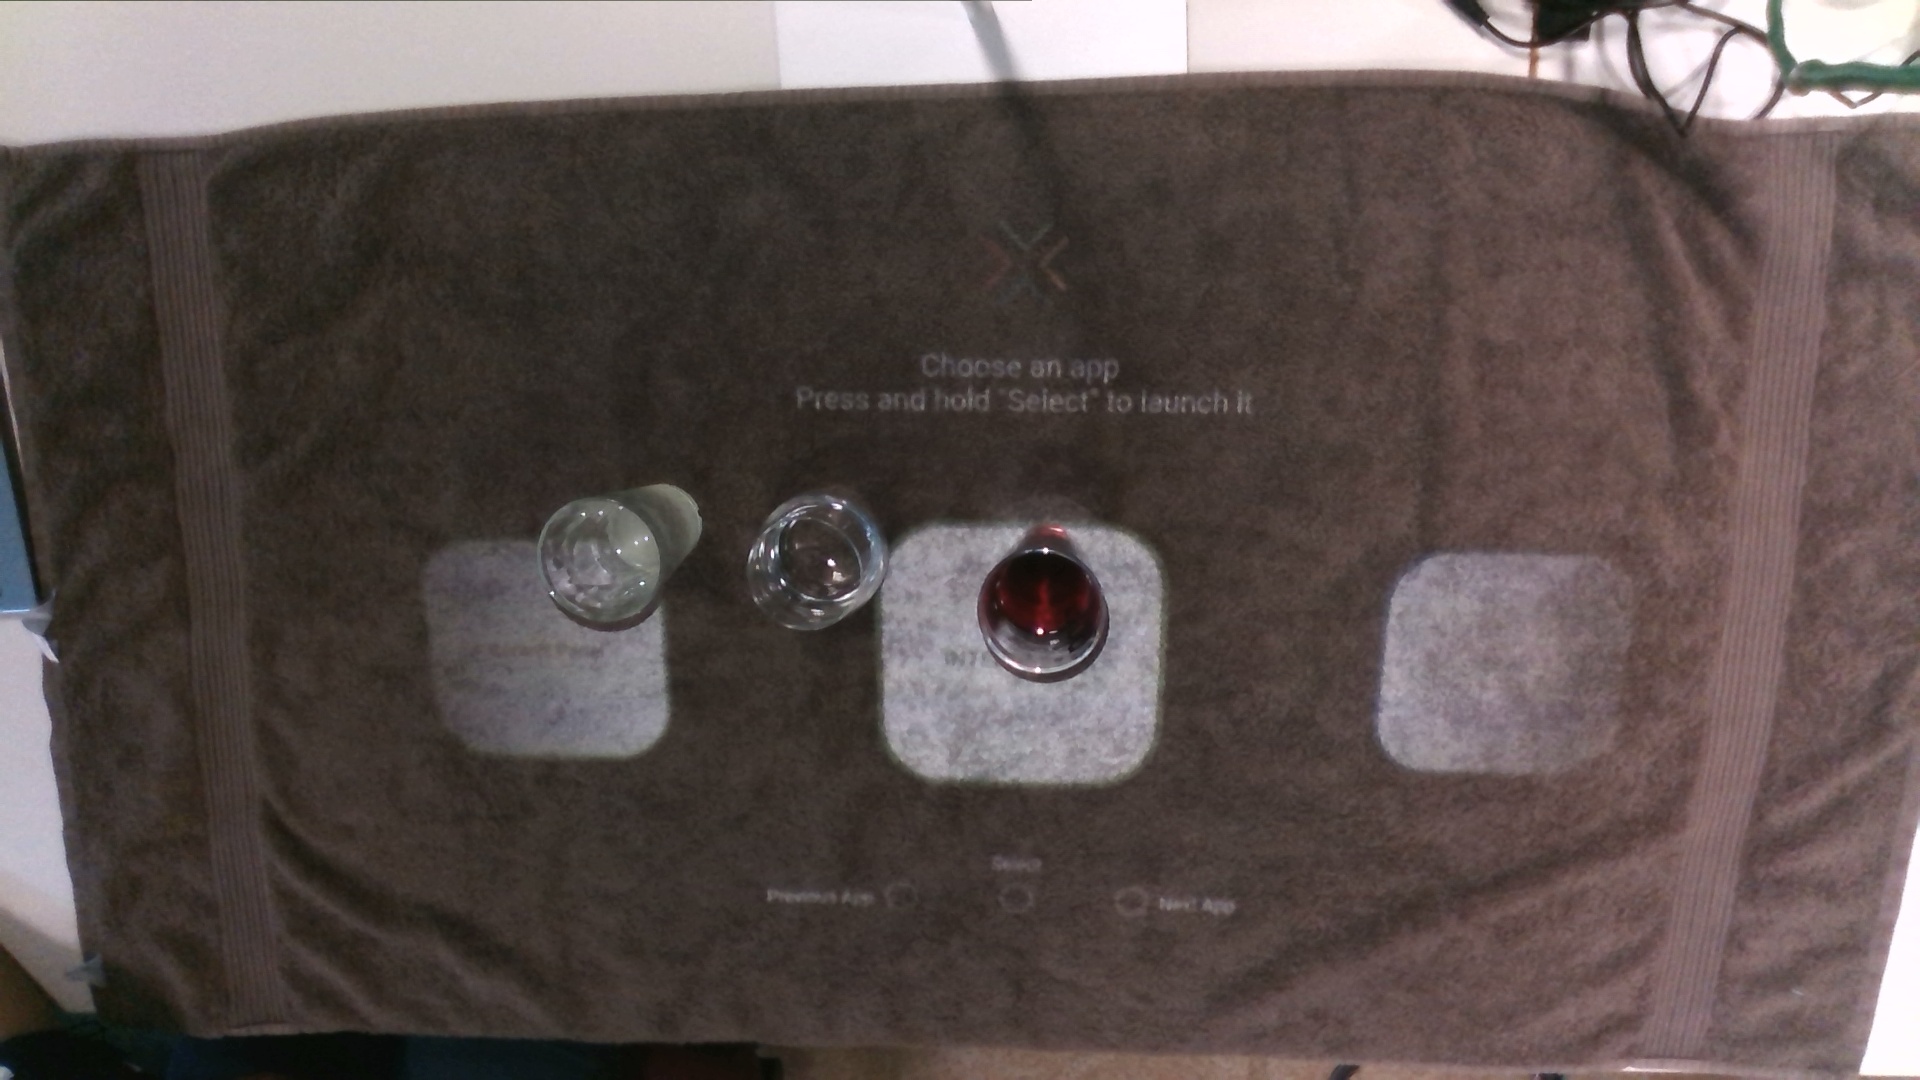 Choose an app
Press and hold "Select" to launch it
Select
Previous App
Next App